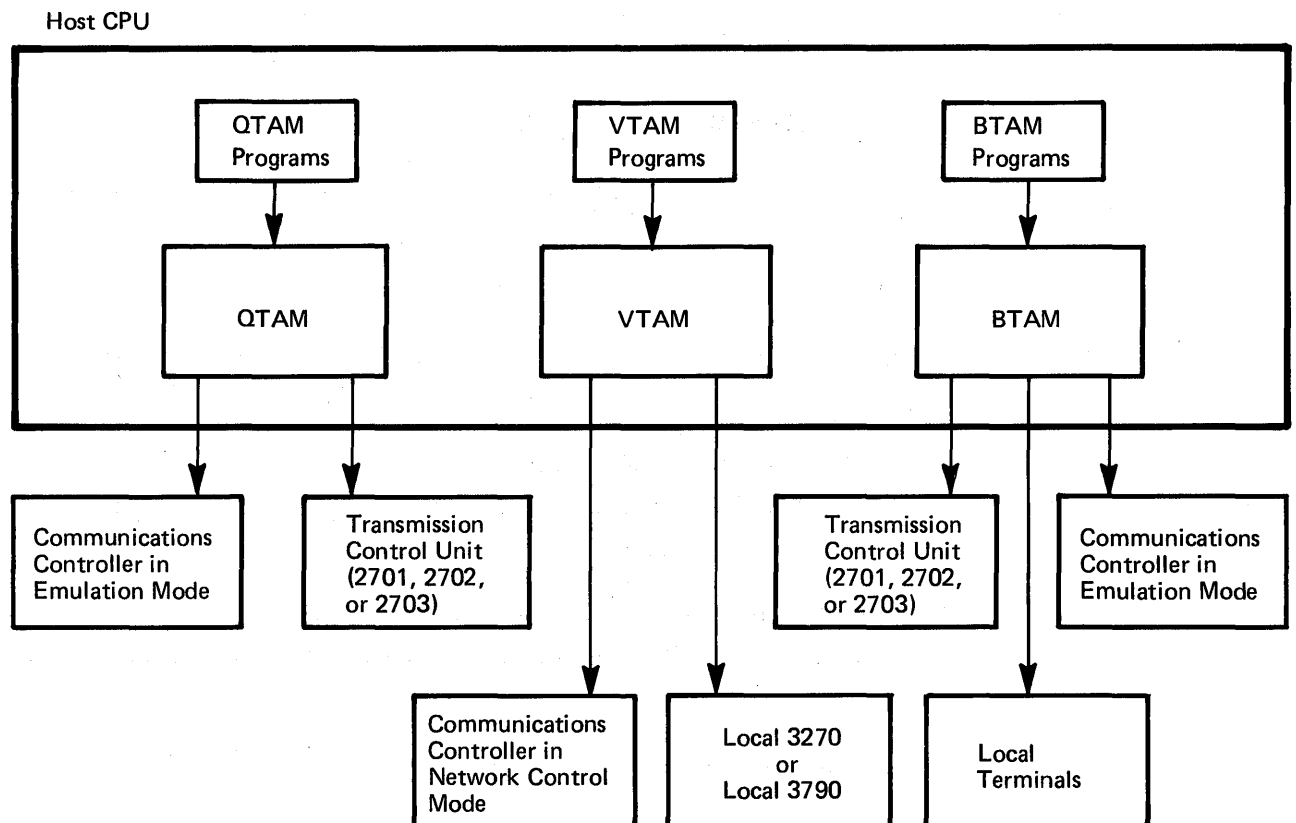 Host CPU
QTAM
Programs
VTAM
Programs
BTAM
Programs
QTAM
VTAM
BTAM
Communications
Controller in
Emulation Mode
Transmission
Control Unit
(2701, 2702,
or 2703)
Transmission
Control Unit
(2701, 2702,
or 2703)
Communications
Controller in
Emulation Mode
Communications
Controller in
Network Control
Mode
Local 3270
or
Local 3790
Local
Terminals